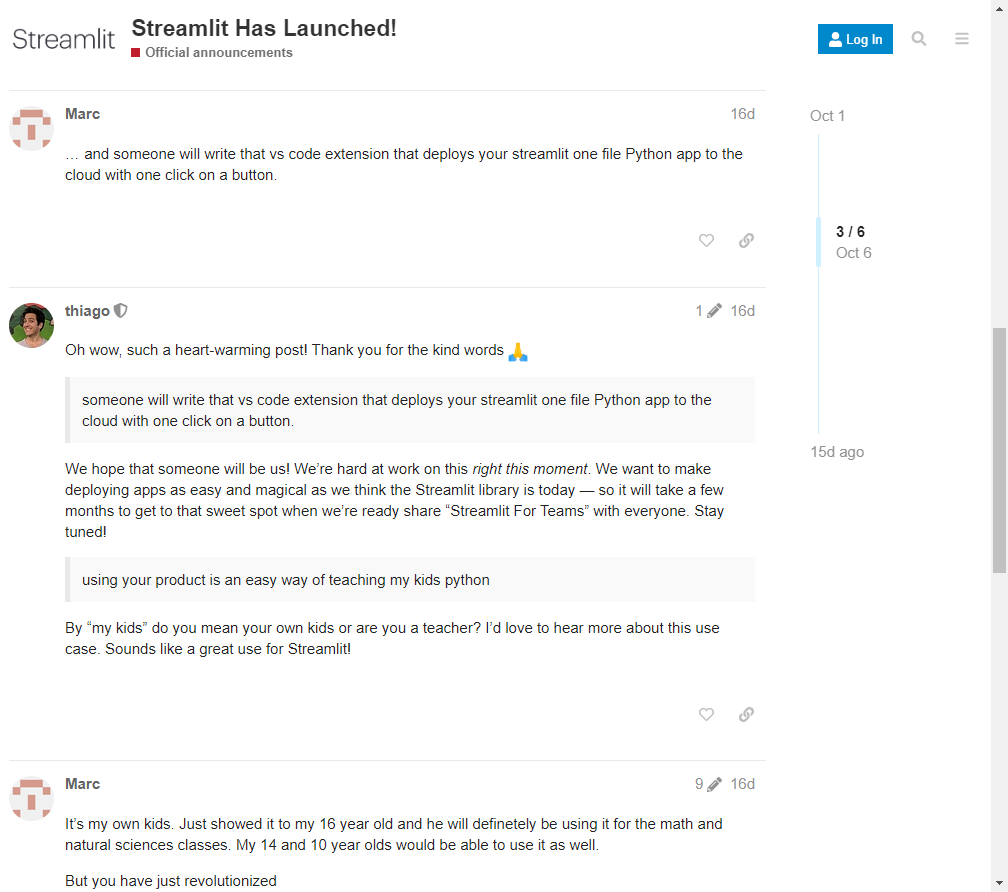 Streamlit
Streamlit Has Launched!
Official announcements
Log In
Marc
16d
… and someone will write that vs code extension that deploys your streamlit one file Python app to the
cloud with one click on a button.
Oct 1
3 / 6
Oct 6
15d ago
thiago
1
16d
Oh wow, such a heart-warming post! Thank you for the kind words
someone will write that vs code extension that deploys your streamlit one file Python app to the
cloud with one click on a button.
We hope that someone will be us! We’re hard at work on this right this moment. We want to make
deploying apps as easy and magical as we think the Streamlit library is today — so it will take a few
months to get to that sweet spot when we’re ready share “Streamlit For Teams” with everyone. Stay
tuned!
using your product is an easy way of teaching my kids python
By “my kids” do you mean your own kids or are you a teacher? I’d love to hear more about this use
case. Sounds like a great use for Streamlit!
Marc
9
16d
It’s my own kids. Just showed it to my 16 year old and he will definetely be using it for the math and
natural sciences classes. My 14 and 10 year olds would be able to use it as well.
But you have just revolutionized